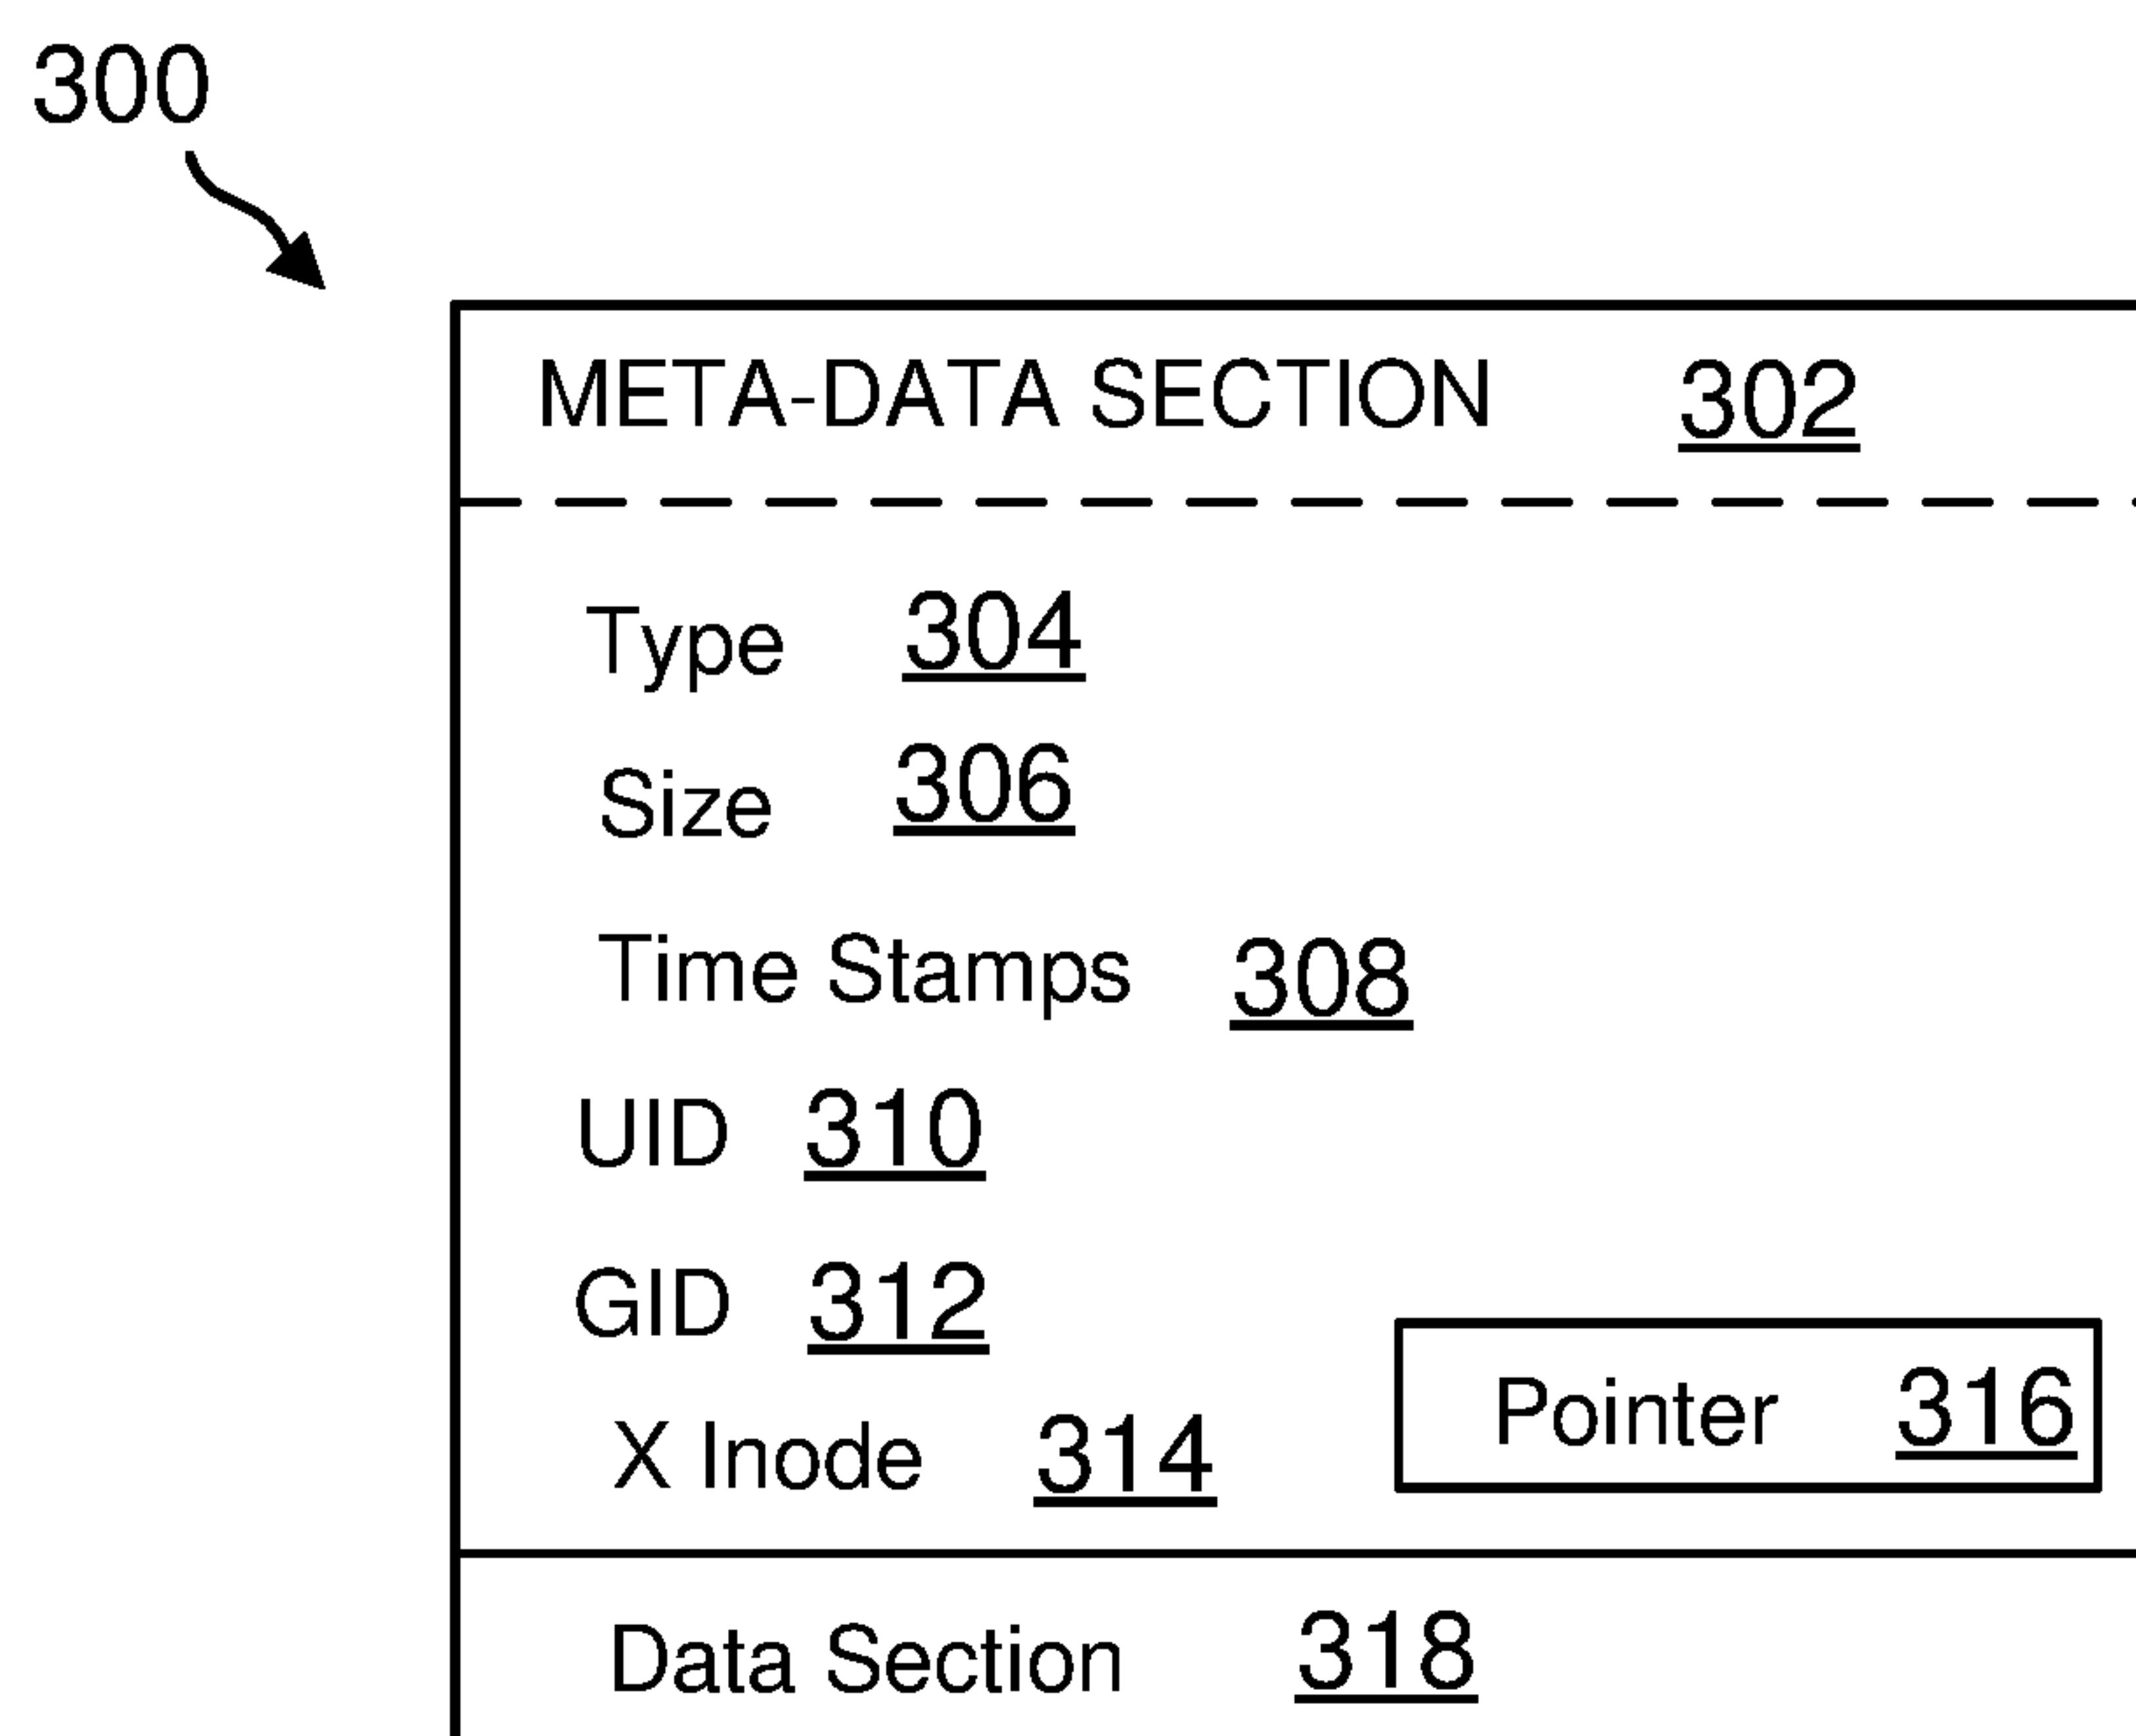 300
META-DATA SECTION 302
Type 304
Size 306
Time Stamps 308
UID 310
GID 312
X Inode 314
Pointer 316
Data Section 318